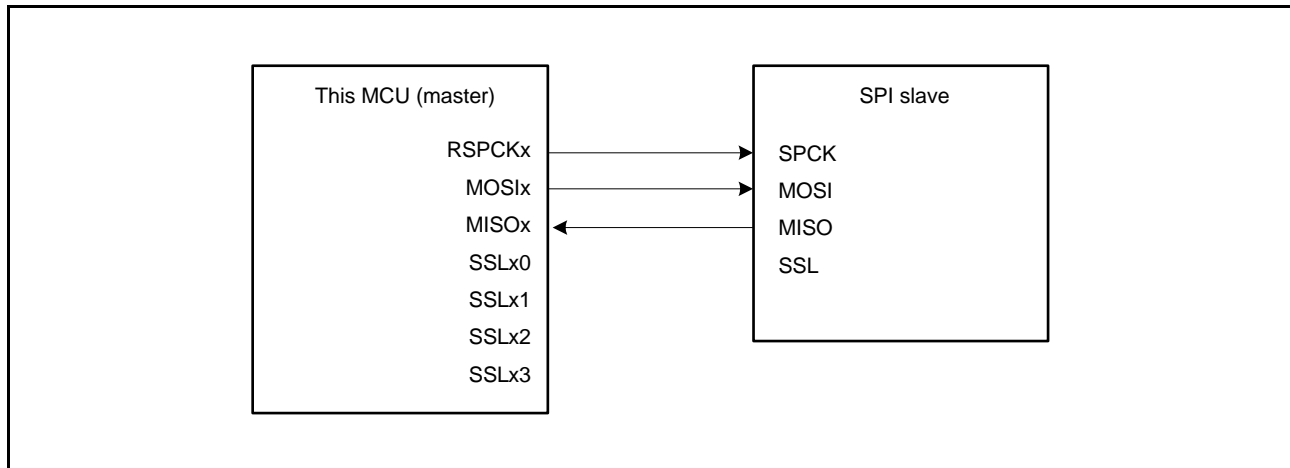 This MCU (master)
RSPCKx
MOSIx
MISOx
SSLx0
SSLx1
SSLx2
SSLx3
SPI slave
SPCK
MOSI
MISO
SSL